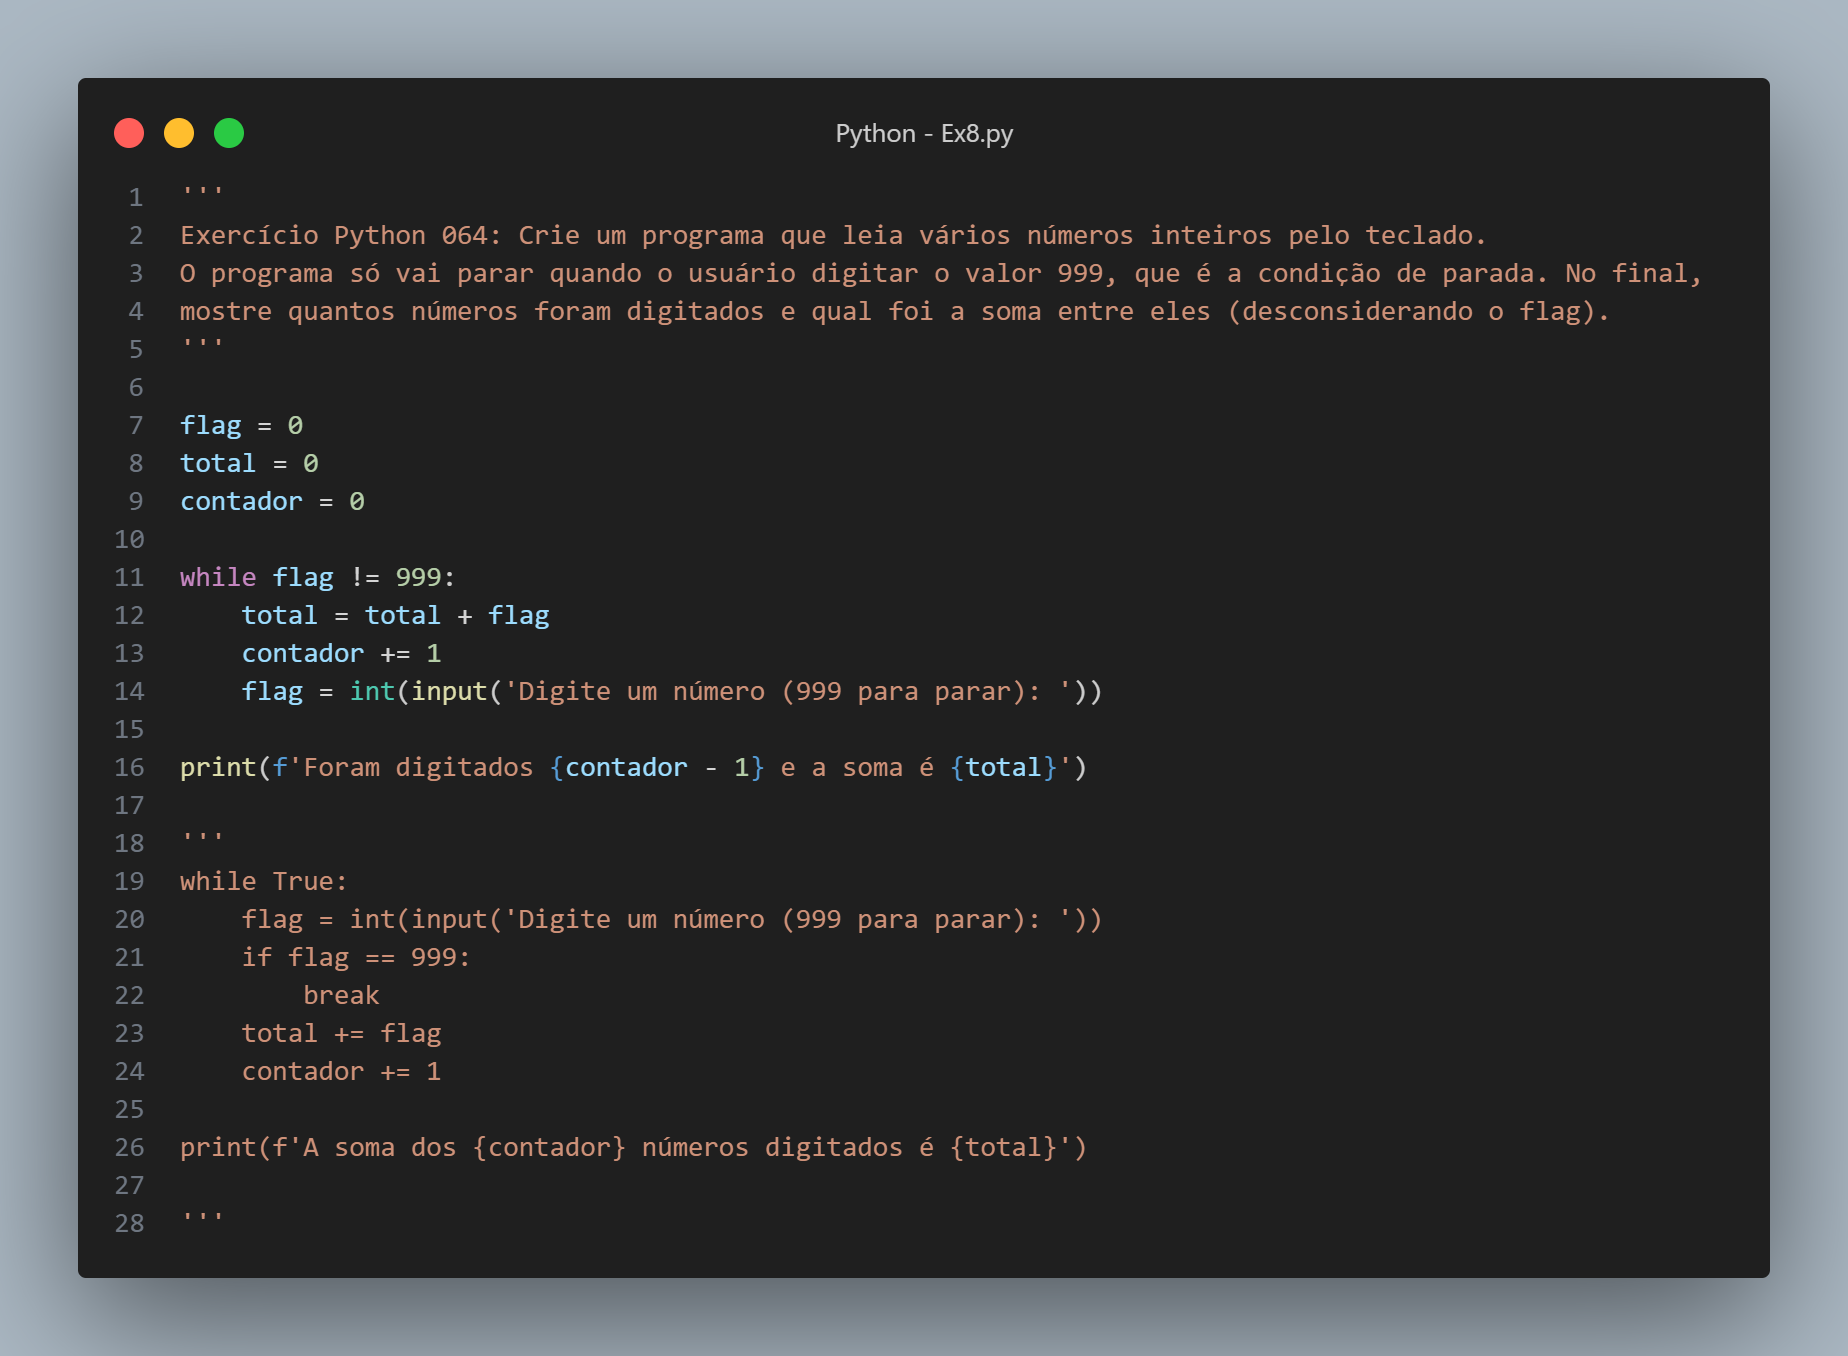 Python - Ex8.py
1 '''
2 Exercício Python 064: Crie um programa que leia vários números inteiros pelo teclado.
3 O programa só vai parar quando o usuário digitar o valor 999, que é a condição de parada. No final,
4 mostre quantos números foram digitados e qual foi a soma entre eles (desconsiderando o flag).
5 '''
6
7 flag = 0
8 total = 0
9 contador = 0
10
11 while flag != 999:
12     total = total + flag
13     contador += 1
14     flag = int(input('Digite um número (999 para parar): '))
15
16 print(f'Foram digitados {contador - 1} e a soma é {total}')
17
18 '''
19 while True:
20     flag = int(input('Digite um número (999 para parar): '))
21     if flag == 999:
22         break
23     total += flag
24     contador += 1
25
26 print(f'A soma dos {contador} números digitados é {total}')
27
28 '''